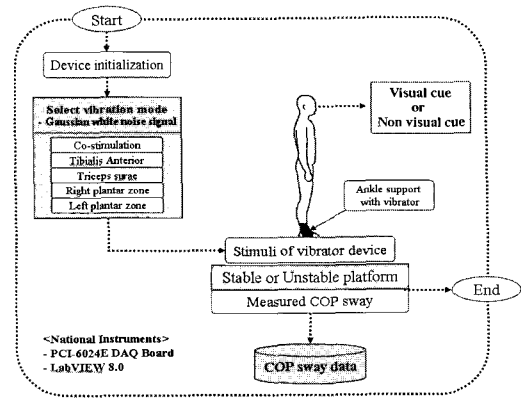 Start
Device initialization
Select vibration mode
- Gaussian white noise signal
Co-stimulation
Tibialis Anterior
Triceps surae
Right plantar zone
Left plantar zone
Visual cue
or
Non visual cue
Ankle support
with vibrator
Stimuli of vibrator device
Stable or Unstable platform
Measured COP sway
End
<National Instruments>
- PCI-6024E DAQ Board
- LabVIEW 8.0
COP sway data